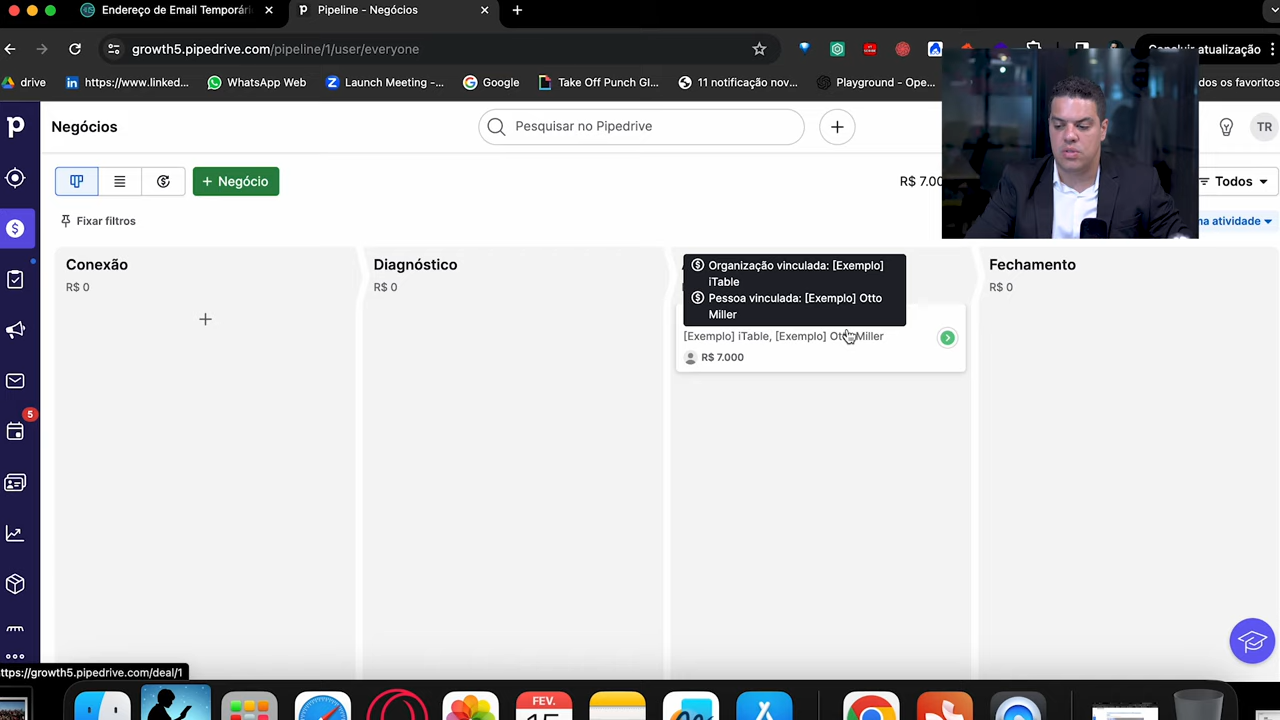 Endereço de Email Temporári
Pipeline - Negócios
growth5.pipedrive.com/pipeline/1/user/everyone
Concluir atualização
drive
https://www.linked...
WhatsApp Web
Launch Meeting -...
Google
Take Off Punch Gl...
11 notificação nov...
Playground - Ope...
dos os favoritos
Negócios
Pesquisar no Pipedrive
TR
+ Negócio
R$ 7.00
Todos
Fixar filtros
na atividade
Conexão
R$ 0
Diagnóstico
R$ 0
Organização vinculada: [Exemplo]
iTable
Pessoa vinculada: [Exemplo] Otto
Miller
[Exemplo] iTable, [Exemplo] Otto Miller
R$ 7.000
Fechamento
R$ 0
5
https://growth5.pipedrive.com/deal/1
FEV.
15